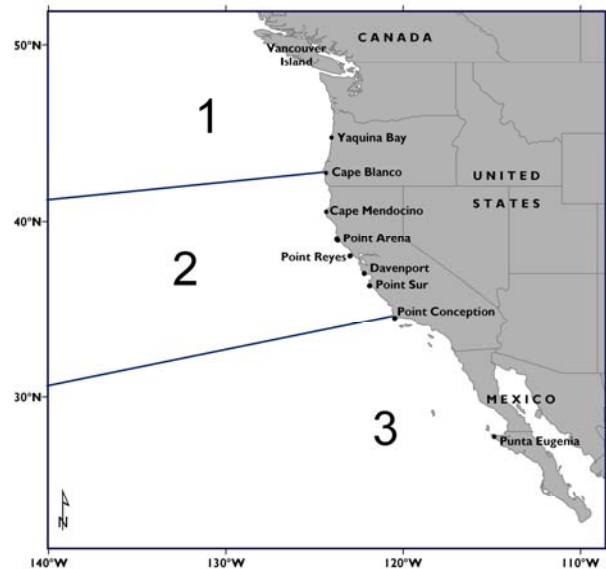 50°N
CANADA
Vancouver
Island
1
Yaquina Bay
Cape Blanco
UNITED
STATES
40°N
Cape Mendocino
Point Arena
Point Reyes
2
Davenport
Point Sur
Point Conception
30°N
MEXICO
3
Punta Eugenia
N
140°W
130°W
120°W
110°W